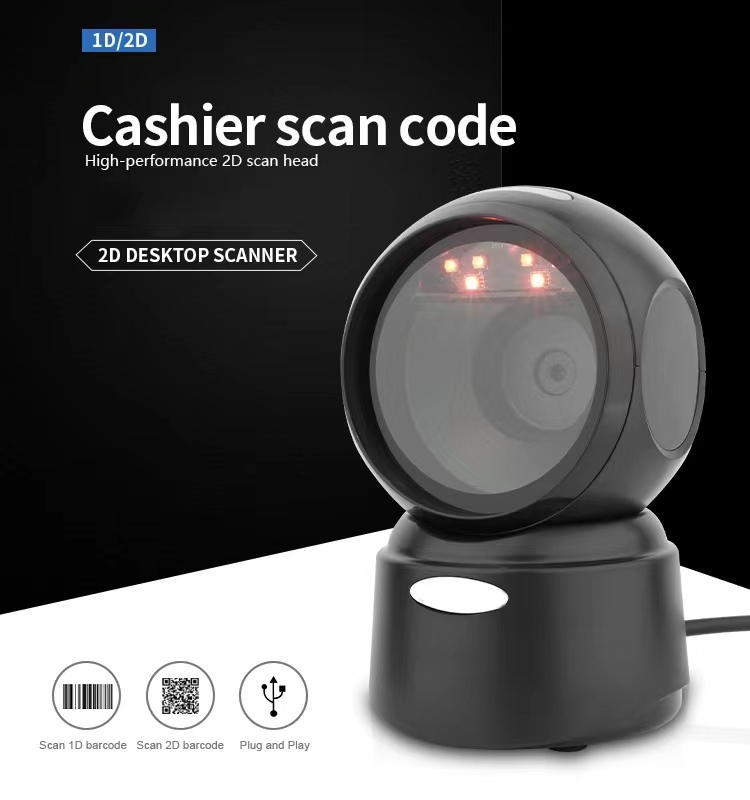 1D/2D
Cashier scan code
High-performance 2D scan head
2D DESKTOP SCANNER
Scan 1D barcode
Scan 2D barcode
Plug and Play